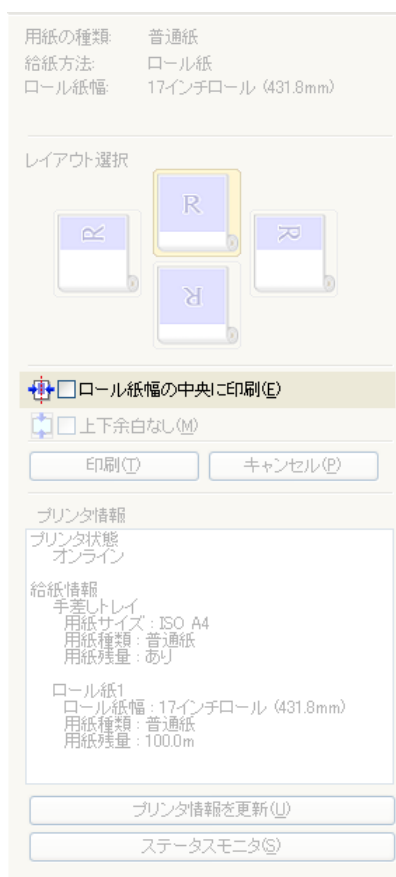 用紙の種類: 普通紙
給紙方法: ロール紙
ロール紙幅: 17インチロール (431.8mm)
レイアウト選択
R
R
R
R
ロール紙幅の中央に印刷(E)
上下余白なし(M)
印刷(T) キャンセル(P)
プリンタ情報
プリンタ状態
オンライン
給紙情報
手差しトレイ
用紙サイズ : ISO A4
用紙種類 : 普通紙
用紙残量 : あり
ロール紙1
ロール紙幅 : 17インチロール (431.8mm)
用紙種類 : 普通紙
用紙残量 : 100.0m
プリンタ情報を更新(U)
ステータスモニタ(S)